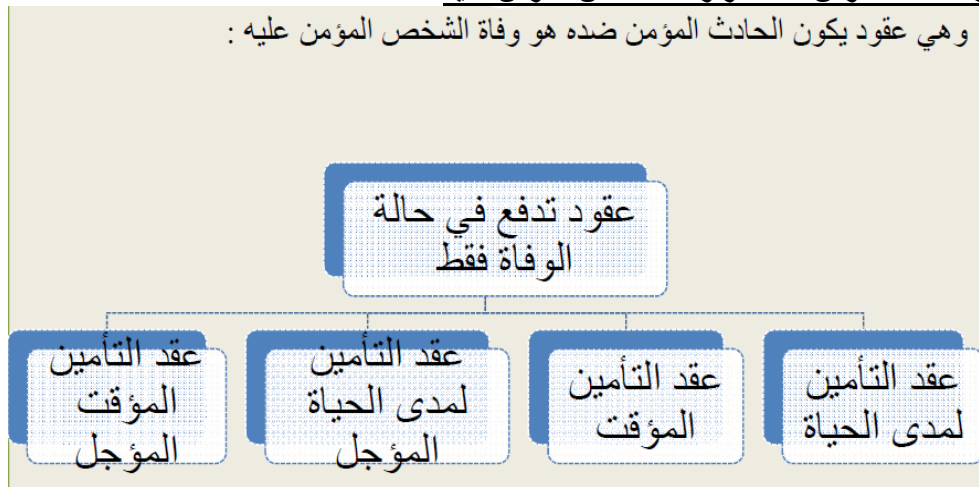 وهي عقود يكون الحادث المؤمن ضده هو وفاة الشخص المؤمن عليه :
عقود تدفع في حالة
الوفاة فقط
عقد التأمين
لمدى الحياة
عقد التأمين
المؤقت
عقد التأمين
لمدى الحياة
المؤجل
عقد التأمين
المؤقت
المؤجل